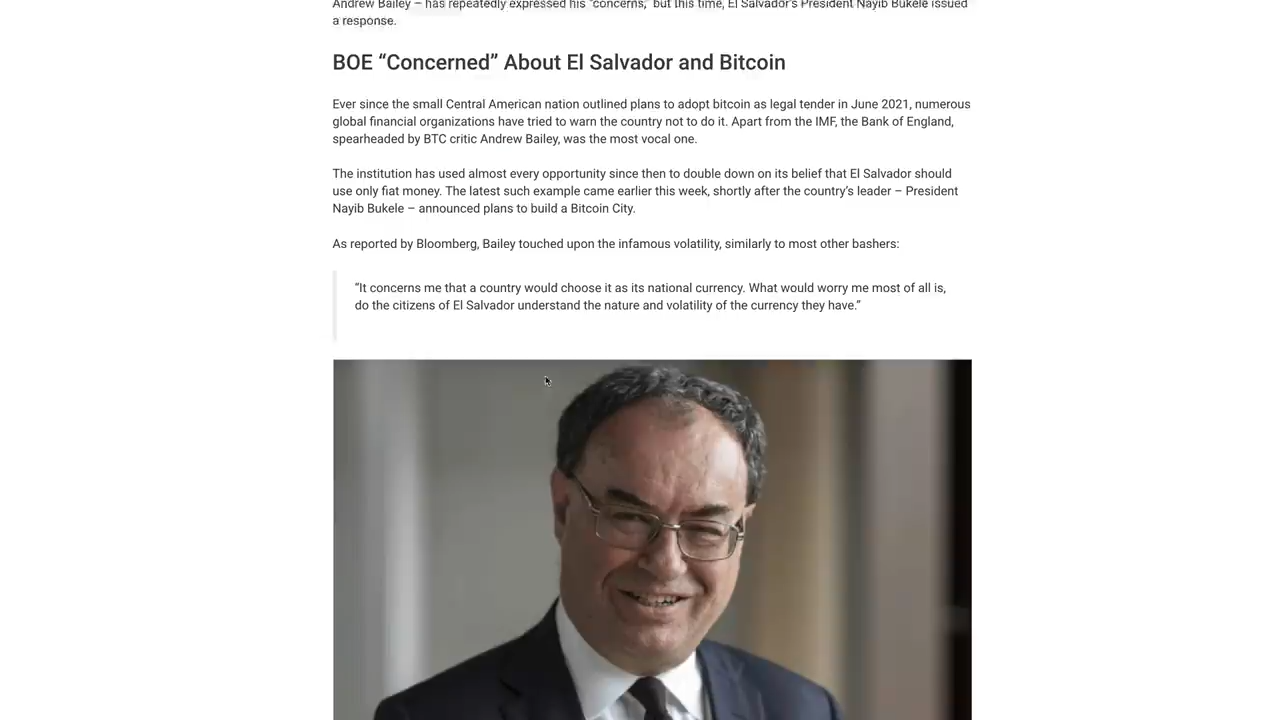 Andrew Bailey – has repeatedly expressed his “concerns,” but this time, El Salvador’s President Nayib Bukele issued
a response.
BOE “Concerned” About El Salvador and Bitcoin
Ever since the small Central American nation outlined plans to adopt bitcoin as legal tender in June 2021, numerous
global financial organizations have tried to warn the country not to do it. Apart from the IMF, the Bank of England,
spearheaded by BTC critic Andrew Bailey, was the most vocal one.
The institution has used almost every opportunity since then to double down on its belief that El Salvador should
use only fiat money. The latest such example came earlier this week, shortly after the country’s leader – President
Nayib Bukele – announced plans to build a Bitcoin City.
As reported by Bloomberg, Bailey touched upon the infamous volatility, similarly to most other bashers:
“It concerns me that a country would choose it as its national currency. What would worry me most of all is,
do the citizens of El Salvador understand the nature and volatility of the currency they have.”